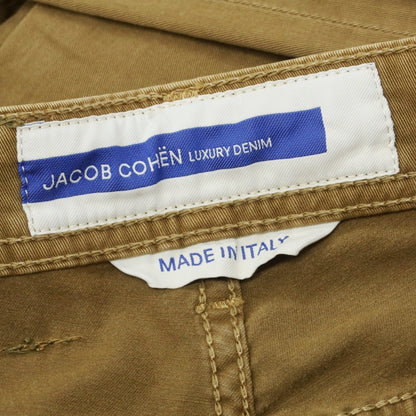 JACOB COHËN LUXURY DENIM
MADE IN ITALY